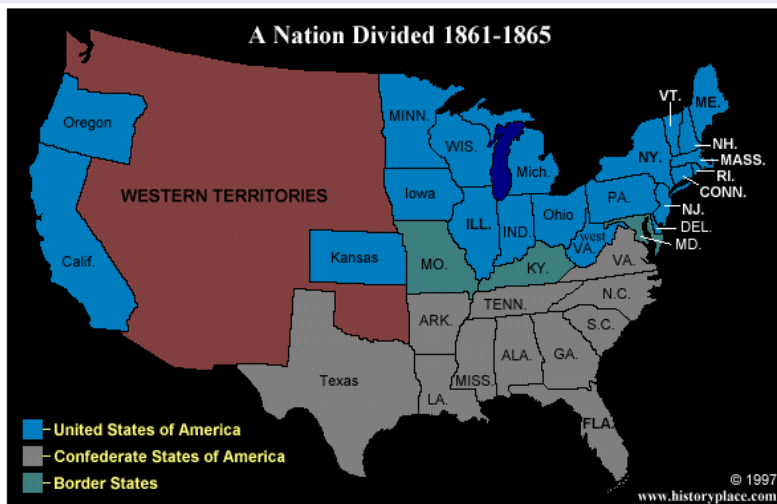 A Nation Divided 1861-1865
VT.
ME.
Oregon
MINN.
WIS.
Mich.
NY.
NH.
MASS.
RI.
CONN.
WESTERN TERRITORIES
Iowa
ILL.
IND.
Ohio
PA.
NJ.
DEL.
MD.
Calif.
Kansas
MO.
KY.
west
VA.
VA.
N.C.
TENN.
ARK.
S.C.
Texas
LA.
MISS.
ALA.
GA.
FLA.
United States of America
Confederate States of America
Border States
© 1997
www.historyplace.com